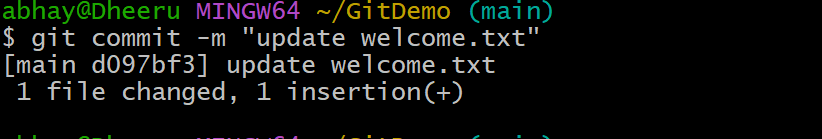 abhay@Dheeru MINGW64 ~/GitDemo (main)
$ git commit -m "update welcome.txt"
[main d097bf3] update welcome.txt
 1 file changed, 1 insertion(+)